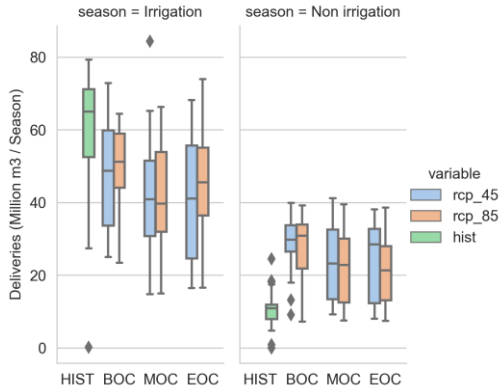 season = Irrigation
season = Non irrigation
Deliveries (Million m3 / Season)
80
60
40
20
0
HIST BOC MOC EOC
HIST BOC MOC EOC
variable
rcp_45
rcp_85
hist